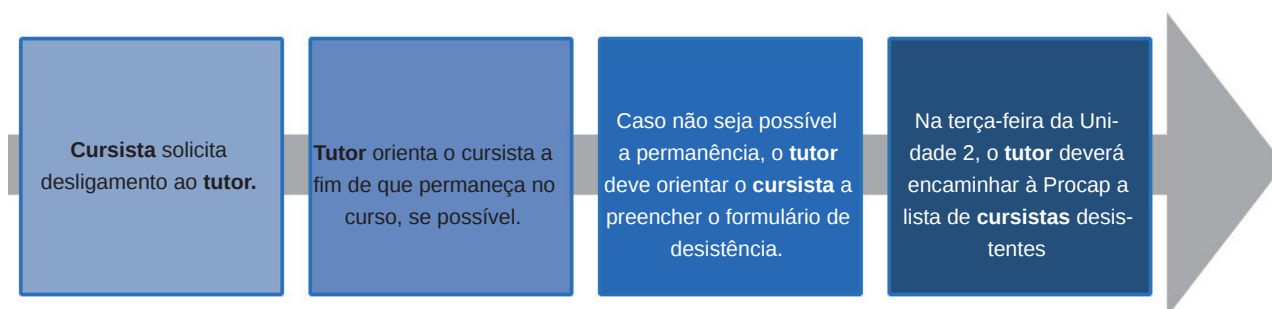 Cursista solicita
desligamento ao tutor.
Tutor orienta o cursista a
fim de que permaneça no
curso, se possível.
Caso não seja possível
a permanência, o tutor
deve orientar o cursista a
preencher o formulário de
desistência.
Na terça-feira da Uni-
dade 2, o tutor deverá
encaminhar à Procap a
lista de cursistas desis-
tentes